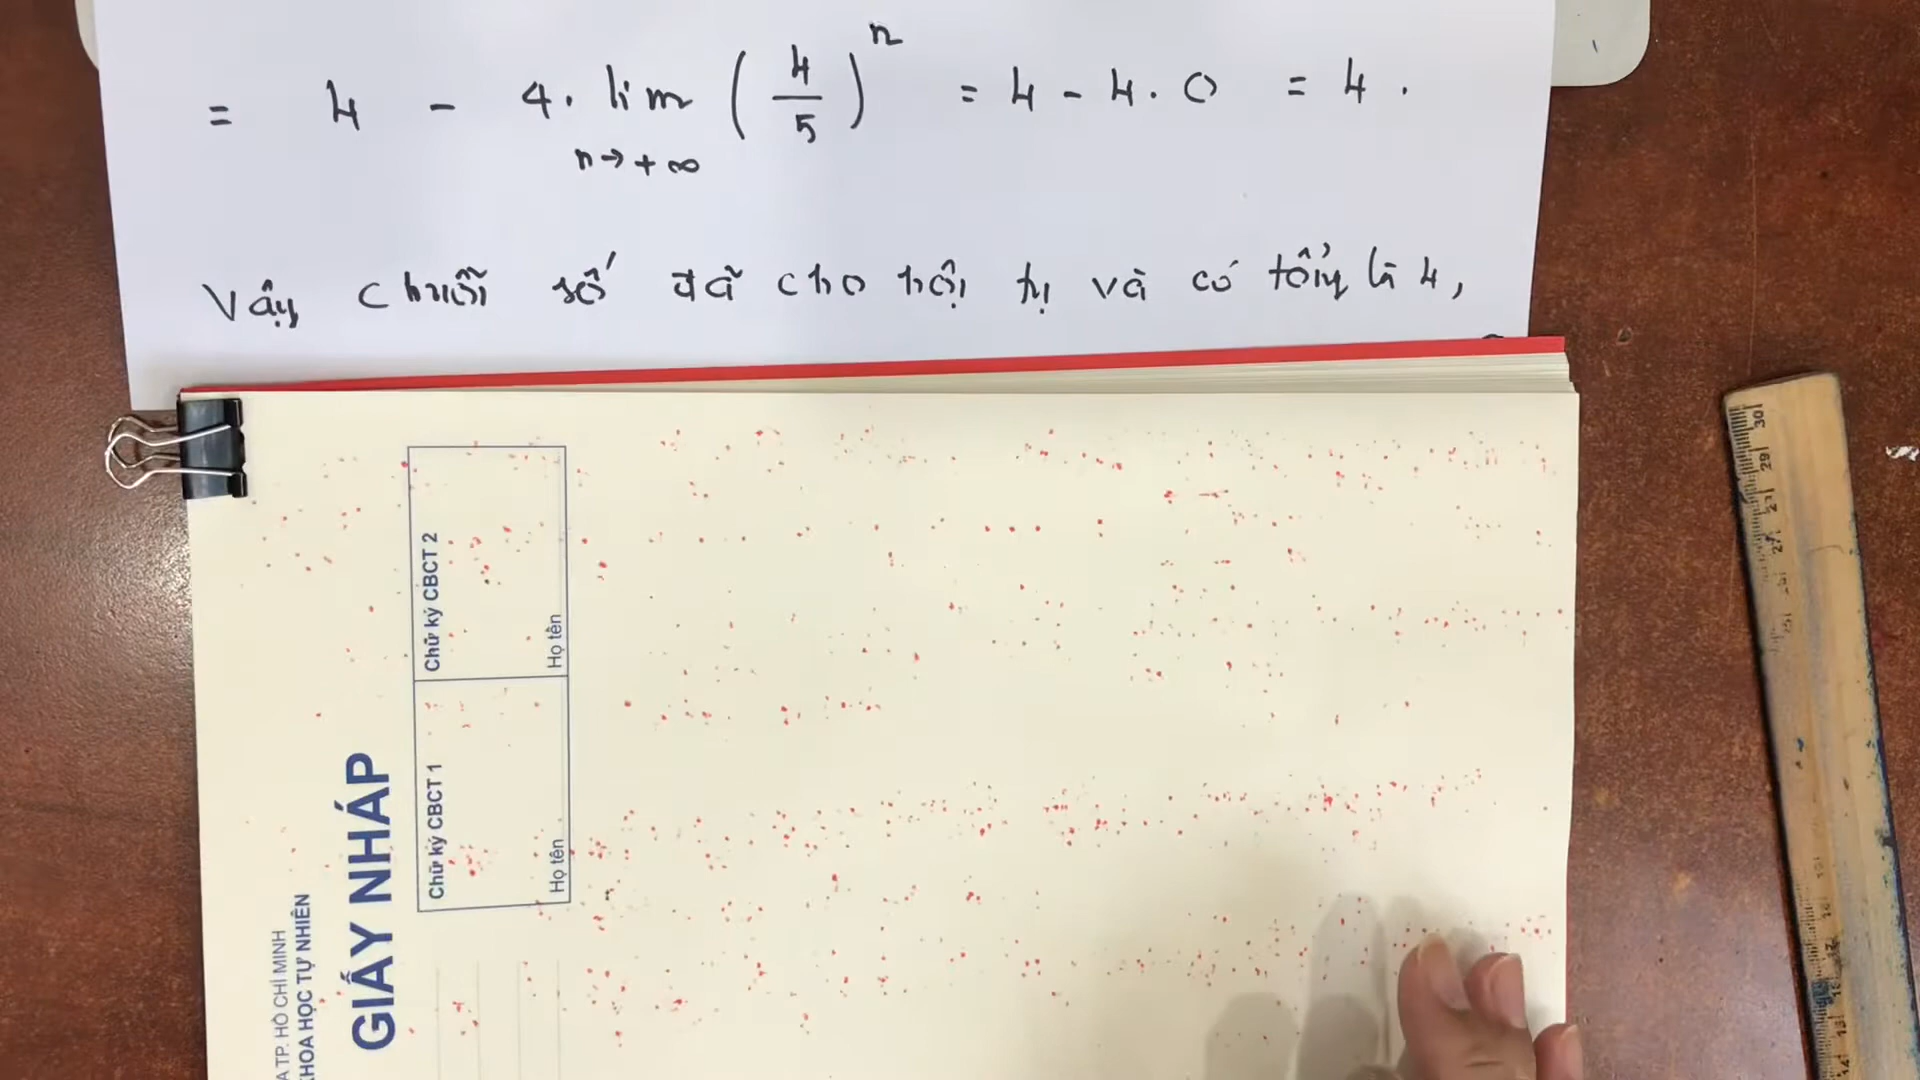 = 4 - 4. lim (4/5)^n = 4 - 4. 0 = 4.
n→+∞
Vậy chuỗi số đã cho hội tụ và có tổng là 4,
Chữ ký CBCT 2
Họ tên
Chữ ký CBCT 1
Họ tên
GIẤY NHÁP
A TP. HỒ CHÍ MINH
KHOA HỌC TỰ NHIÊN
30
29